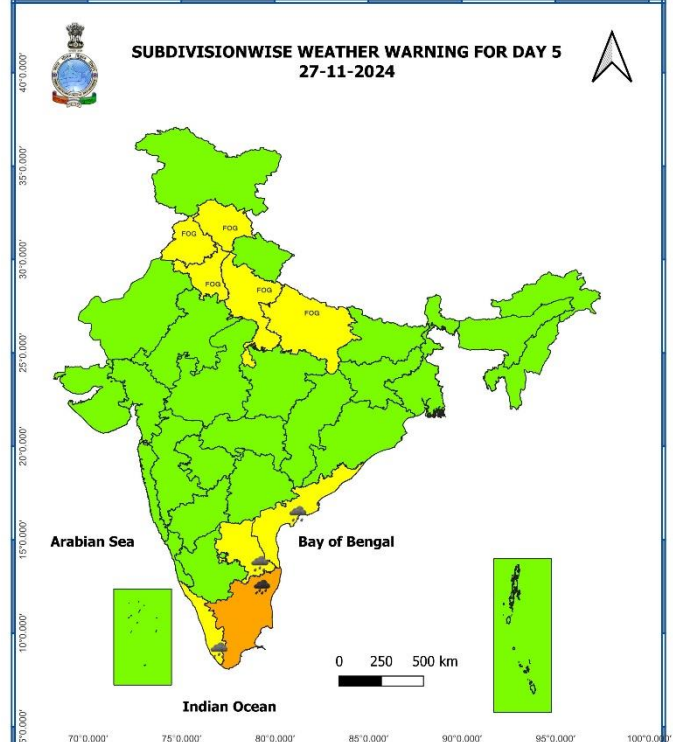 SUBDIVISIONWISE WEATHER WARNING FOR DAY 5
27-11-2024
40°0.000'
35°0.000'
30°0.000'
25°0.000'
20°0.000'
15°0.000'
10°0.000'
5°0.000'
FOG
FOG
FOG
FOG
FOG
Arabian Sea
Bay of Bengal
0 250 500 km
Indian Ocean
70°0.000' 75°0.000' 80°0.000' 85°0.000' 90°0.000' 95°0.000' 100°0.000'